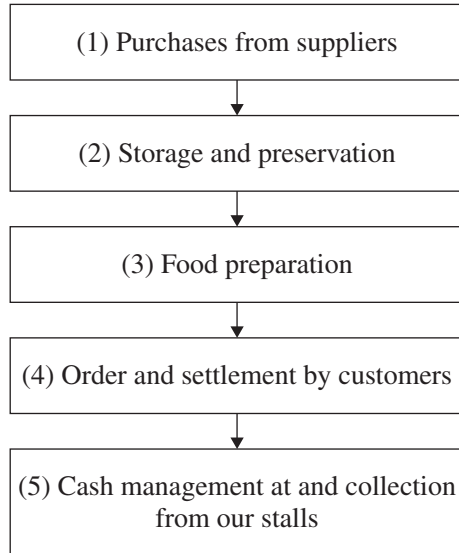 (1) Purchases from suppliers
(2) Storage and preservation
(3) Food preparation
(4) Order and settlement by customers
(5) Cash management at and collection
from our stalls